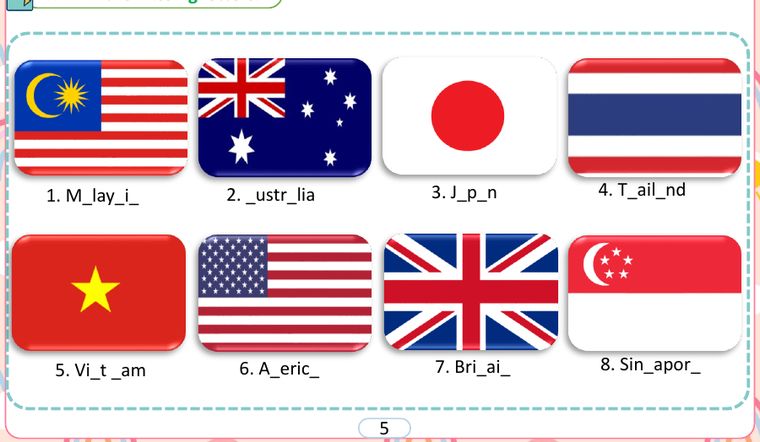 1. M_lay_i_
2. _ustr_lia
3. J_p_n
4. T_ail_nd
5. Vi_t _am
6. A_eric_
7. Bri_ai_
8. Sin_apor_
5